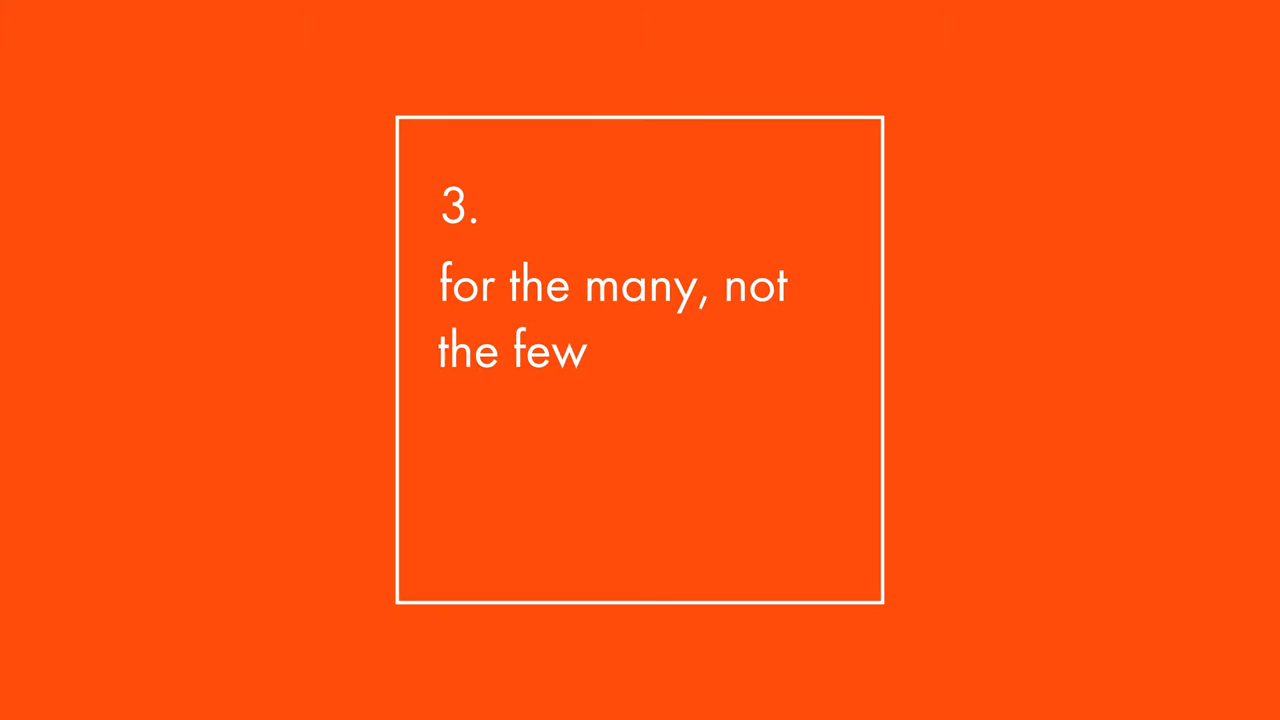 3.
for the many, not
the few